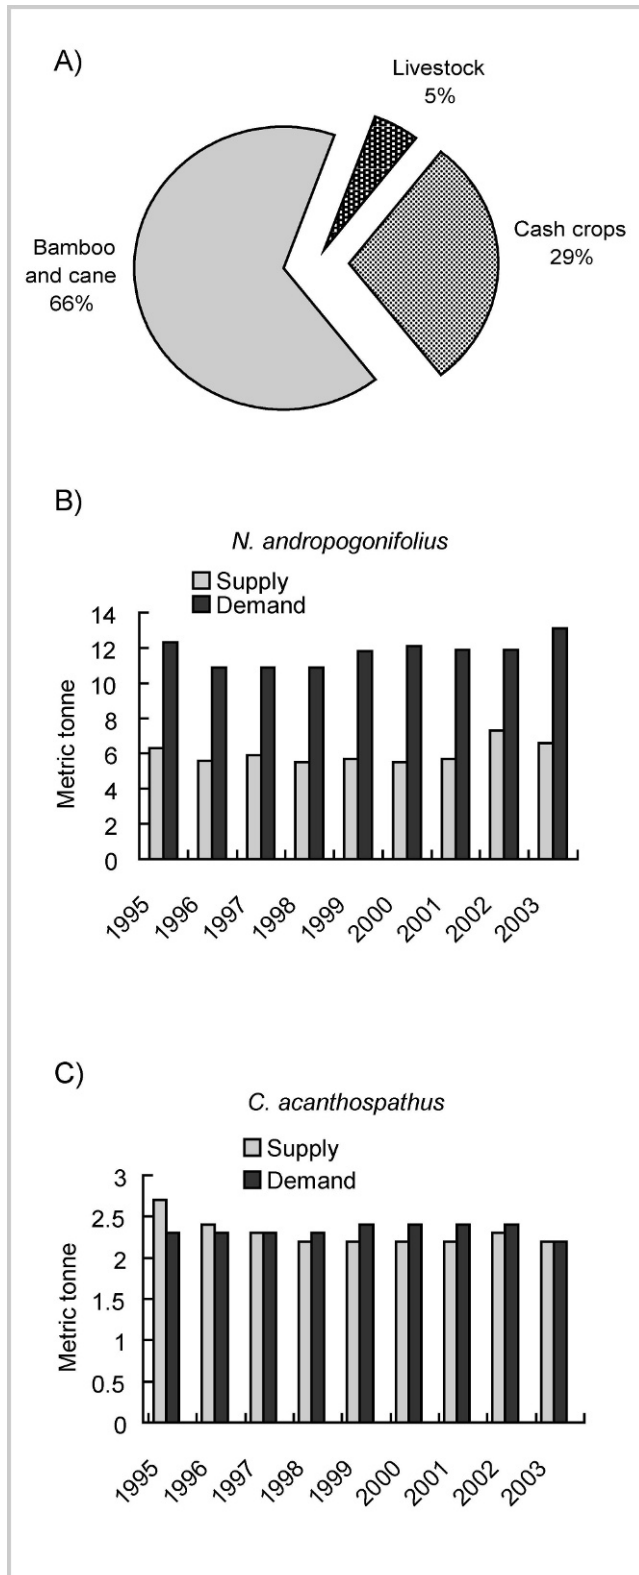 A)
Livestock
5%
Bamboo
and cane
66%
Cash crops
29%
B)
N. andropogonifolius
Supply
Demand
Metric tonne
14
12
10
8
6
4
2
0
1995
1996
1997
1998
1999
2000
2001
2002
2003
C)
C. acanthospathus
Supply
Demand
Metric tonne
3
2.5
2
1.5
1
0.5
0
1995
1996
1997
1998
1999
2000
2001
2002
2003